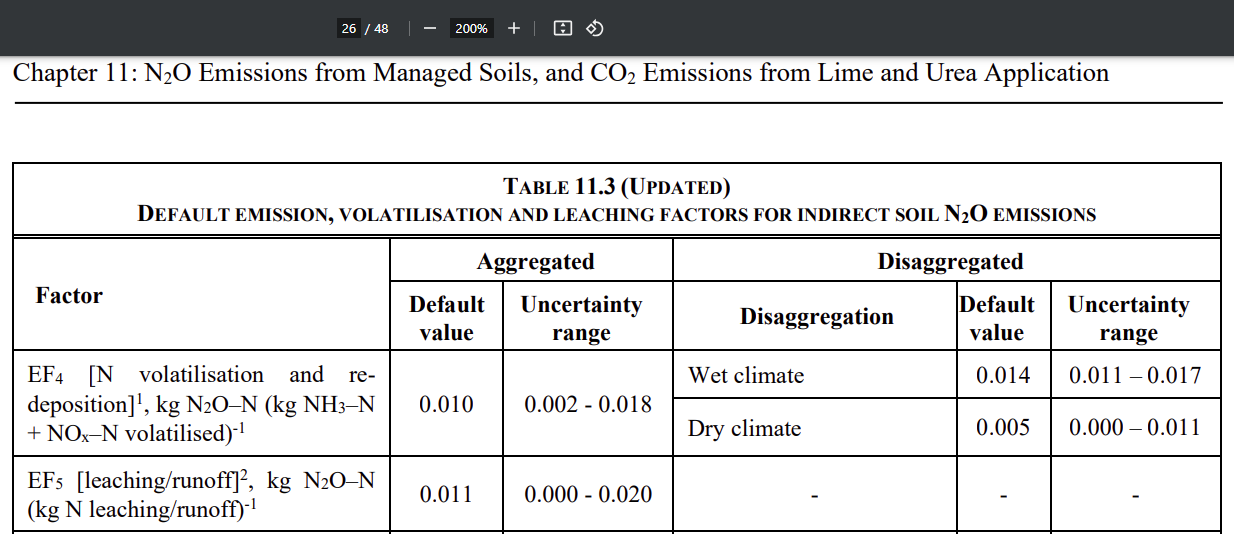 26 / 48
200%
Chapter 11: N₂O Emissions from Managed Soils, and CO₂ Emissions from Lime and Urea Application
TABLE 11.3 (UPDATED)
DEFAULT EMISSION, VOLATILISATION AND LEACHING FACTORS FOR INDIRECT SOIL N₂O EMISSIONS
Factor
Aggregated
Disaggregated
Default
value
Uncertainty
range
Disaggregation
Default
value
Uncertainty
range
EF₄ [N volatilisation and re-
deposition]¹, kg N₂O–N (kg NH₃–N
+ NOₓ–N volatilised)⁻¹
0.010
0.002 - 0.018
Wet climate
0.014
0.011 – 0.017
Dry climate
0.005
0.000 – 0.011
EF₅ [leaching/runoff]², kg N₂O–N
(kg N leaching/runoff)⁻¹
0.011
0.000 - 0.020
-
-
-